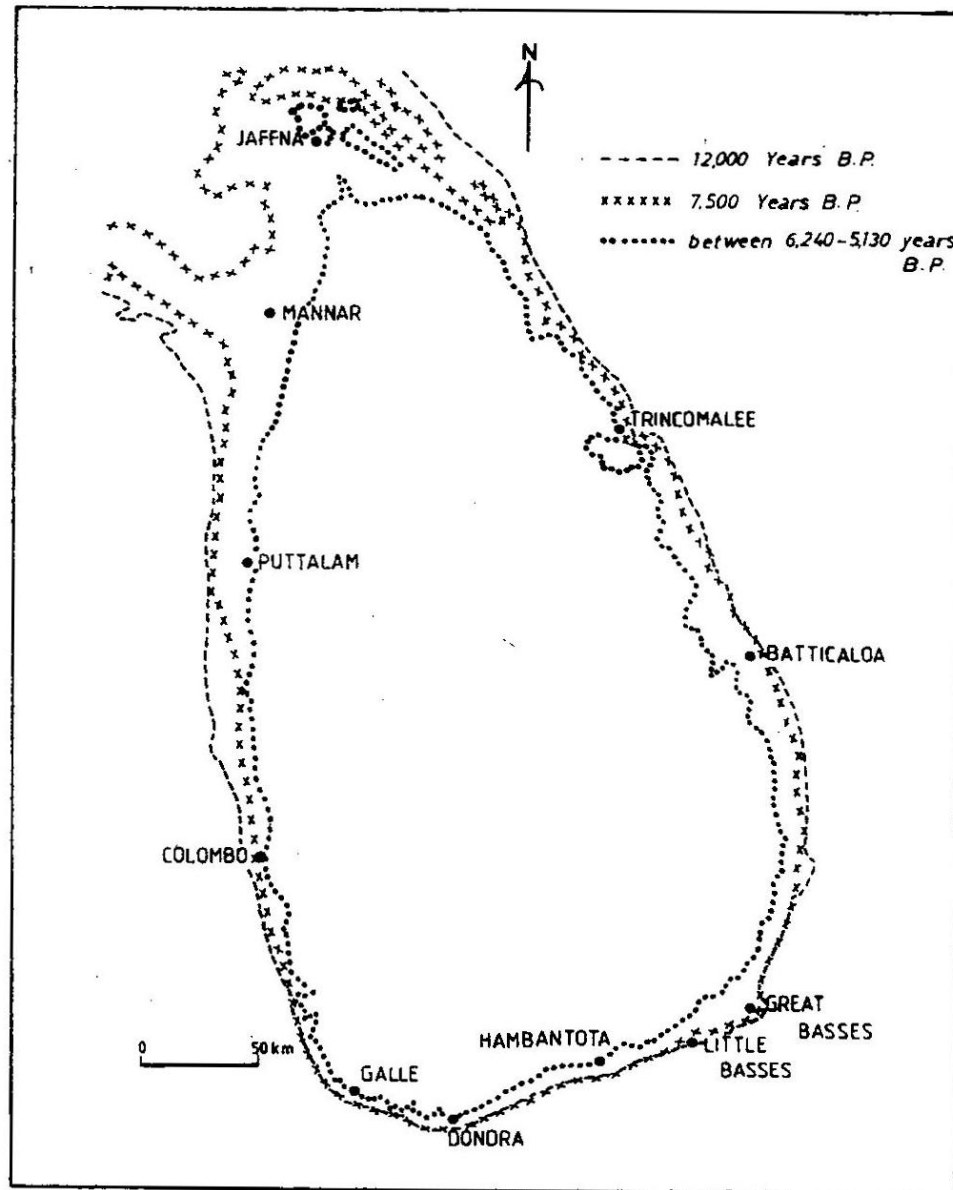 N
JAFFNA
12,000 Years B.P.
7,500 Years B.P.
between 6,240-5,130 years
B.P.
MANNAR
TRINCOMALEE
PUTTALAM
BATTICALOA
COLOMBO
GREAT
BASSES
0 50km
HAMBANTOTA
LITTLE
BASSES
GALLE
DONDRA